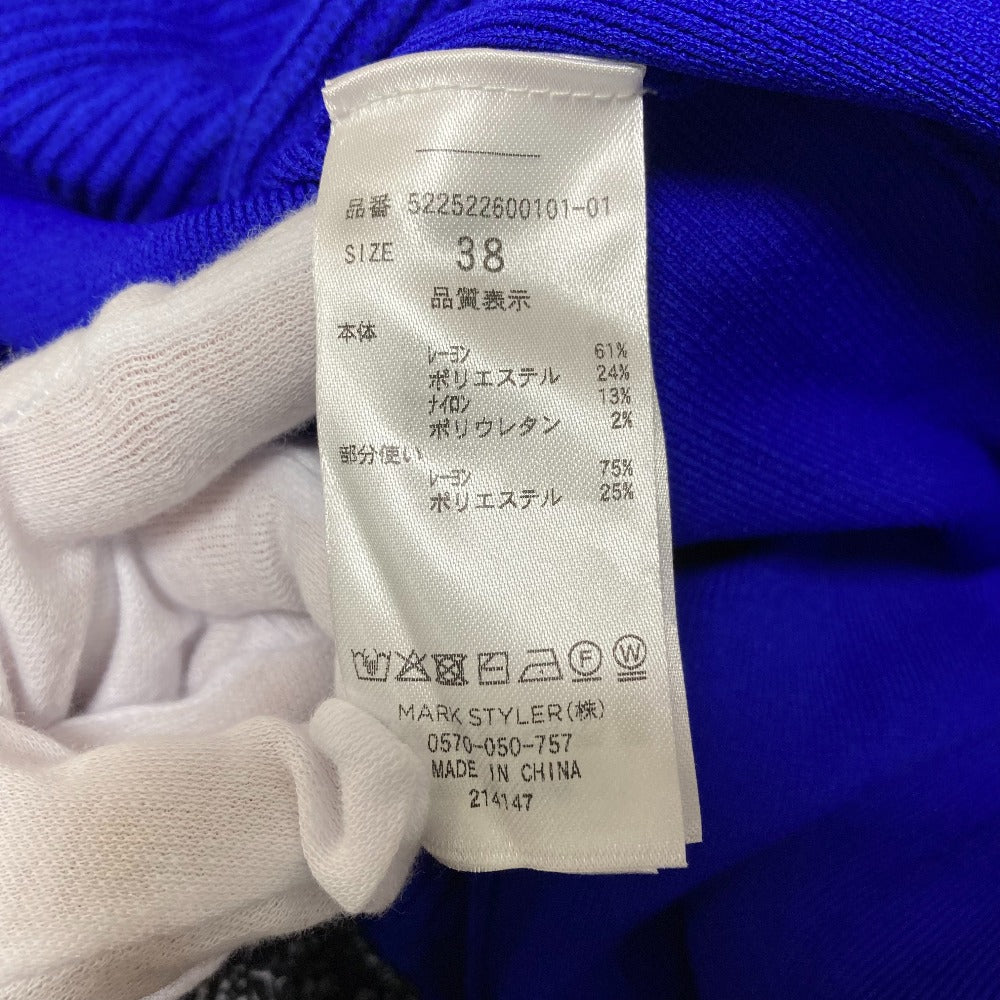 品番 522522600101-01
SIZE 38
品質表示
本体
レーヨン 61%
ポリエステル 24%
ナイロン 13%
ポリウレタン 2%
部分使い
レーヨン 75%
ポリエステル 25%
F W
MARK STYLER(株)
0570-050-757
MADE IN CHINA
214147